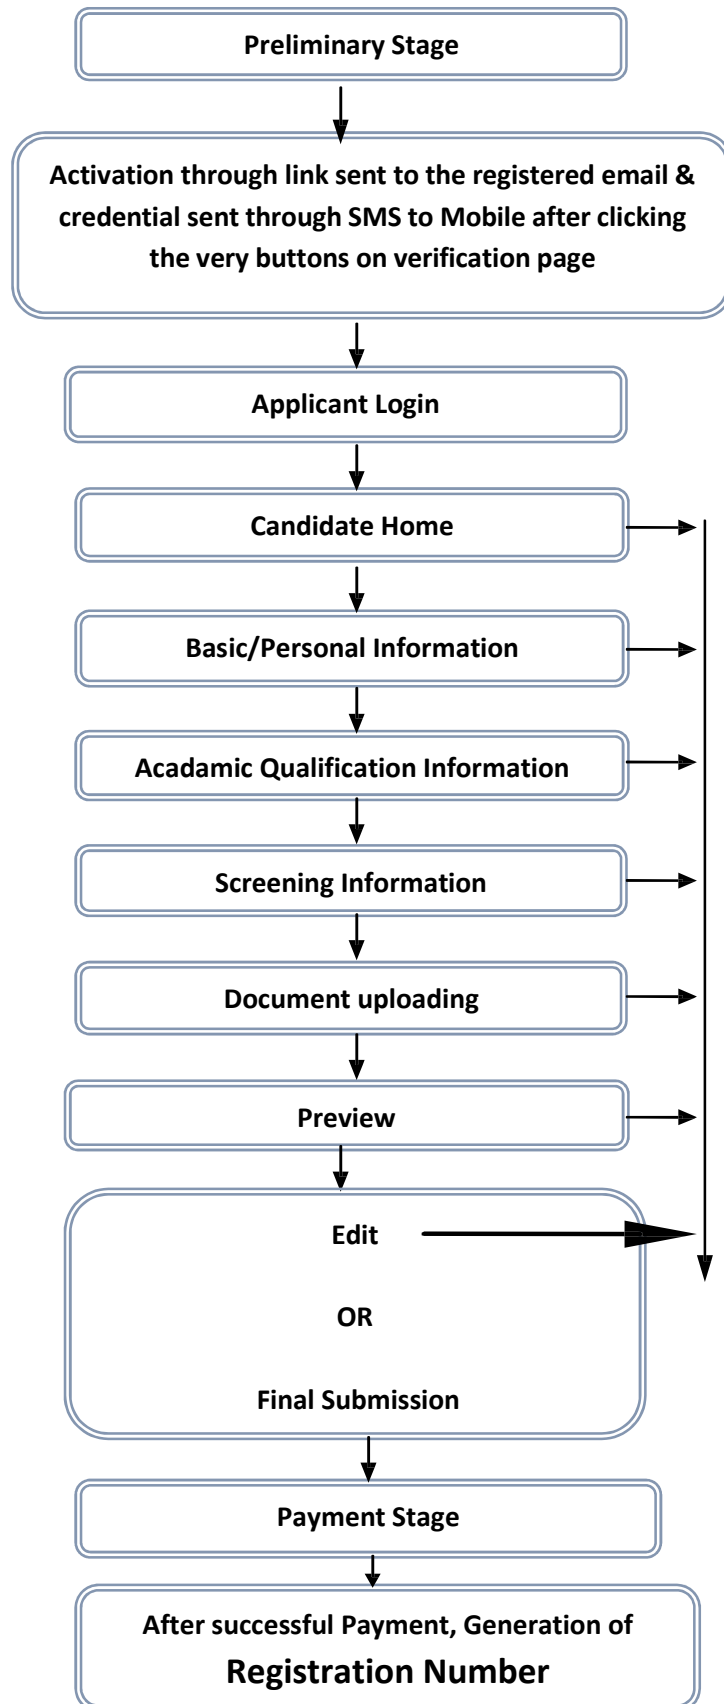 Preliminary Stage
Activation through link sent to the registered email &
credential sent through SMS to Mobile after clicking
the very buttons on verification page
Applicant Login
Candidate Home
Basic/Personal Information
Acadamic Qualification Information
Screening Information
Document uploading
Preview
Edit
OR
Final Submission
Payment Stage
After successful Payment, Generation of
Registration Number